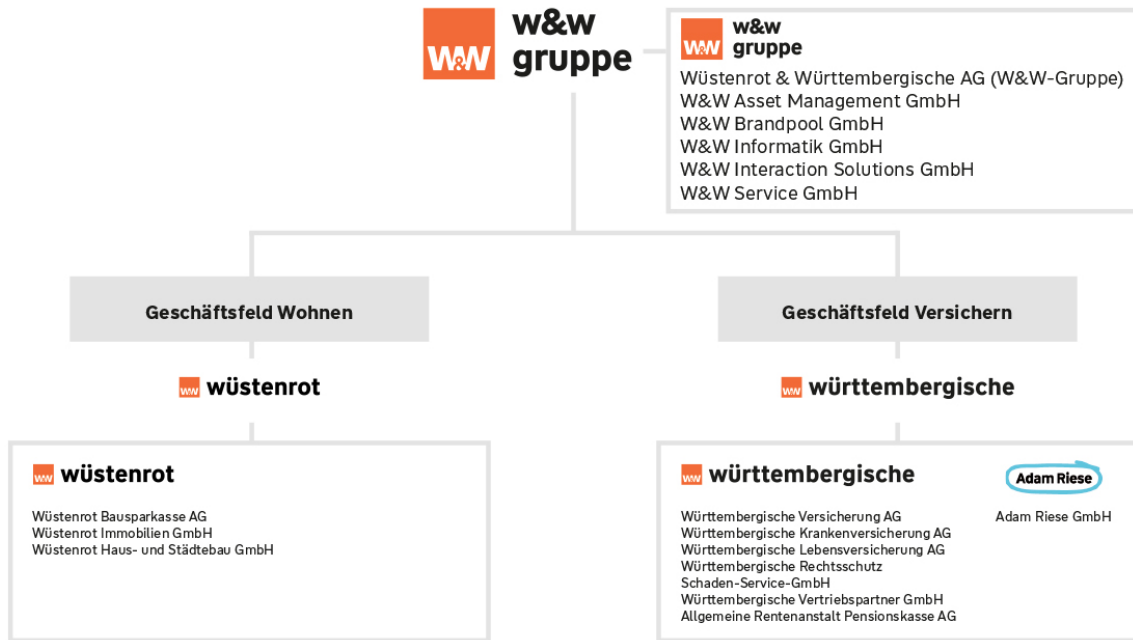 W&W
w&w
gruppe
W&W
w&w
gruppe
Wüstenrot & Württembergische AG (W&W-Gruppe)
W&W Asset Management GmbH
W&W Brandpool GmbH
W&W Informatik GmbH
W&W Interaction Solutions GmbH
W&W Service GmbH
Geschäftsfeld Wohnen
Geschäftsfeld Versichern
W&W wüstenrot
W&W württembergische
W&W wüstenrot
Wüstenrot Bausparkasse AG
Wüstenrot Immobilien GmbH
Wüstenrot Haus- und Städtebau GmbH
W&W württembergische
Adam Riese
Württembergische Versicherung AG
Württembergische Krankenversicherung AG
Württembergische Lebensversicherung AG
Württembergische Rechtsschutz
Schaden-Service-GmbH
Württembergische Vertriebspartner GmbH
Allgemeine Rentenanstalt Pensionskasse AG
Adam Riese GmbH